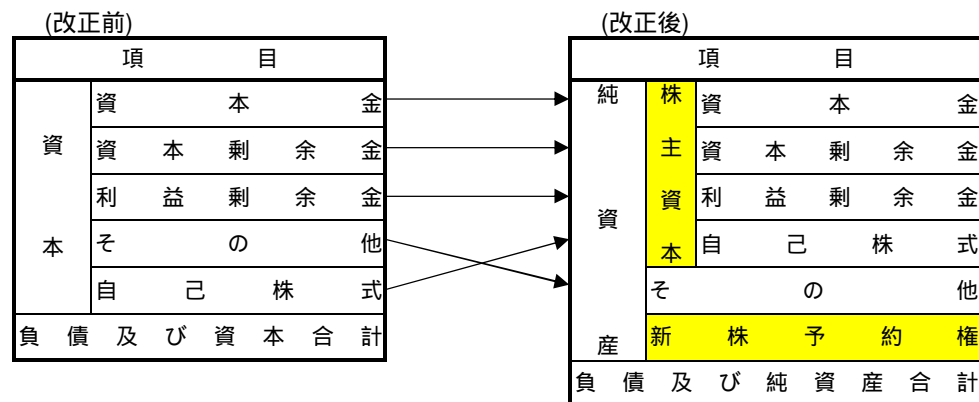 (改正前)
項目
資本
資本金
資本剰余金
利益剰余金
その他
自己株式
負債及び資本合計
(改正後)
項目
純資産
株主資本
資本金
資本剰余金
利益剰余金
自己株式
その他
新株予約権
負債及び純資産合計